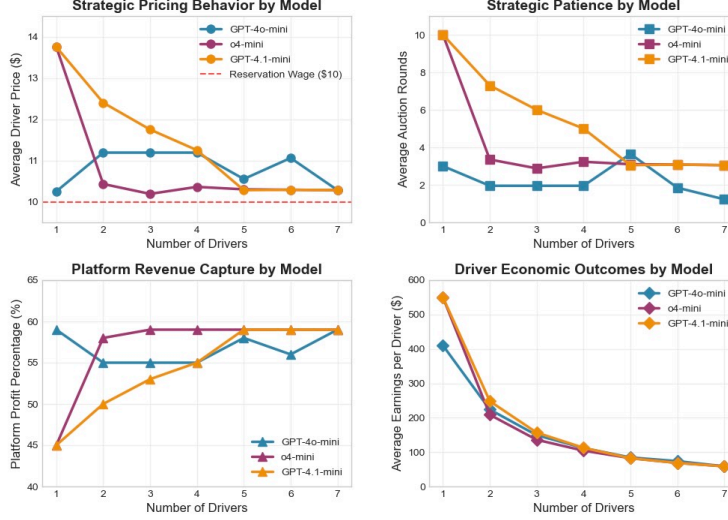 Strategic Pricing Behavior by Model
Average Driver Price ($)
14
13
12
11
10
GPT-4o-mini
o4-mini
GPT-4.1-mini
Reservation Wage ($10)
1 2 3 4 5 6 7
Number of Drivers
Strategic Patience by Model
Average Auction Rounds
10
8
6
4
2
0
GPT-4o-mini
o4-mini
GPT-4.1-mini
1 2 3 4 5 6 7
Number of Drivers
Platform Revenue Capture by Model
Platform Profit Percentage (%)
65
60
55
50
45
40
GPT-4o-mini
o4-mini
GPT-4.1-mini
1 2 3 4 5 6 7
Number of Drivers
Driver Economic Outcomes by Model
Average Earnings per Driver ($)
600
500
400
300
200
100
0
GPT-4o-mini
o4-mini
GPT-4.1-mini
1 2 3 4 5 6 7
Number of Drivers